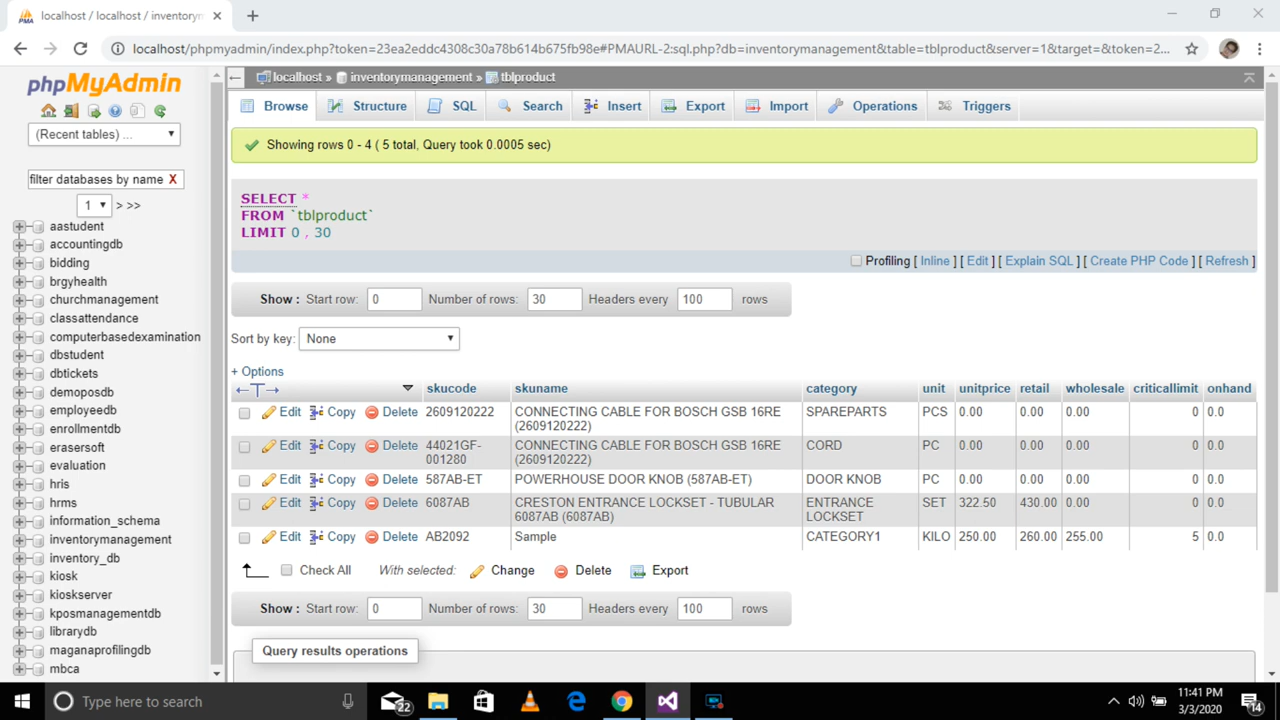 localhost / localhost / inventorym
localhost/phpmyadmin/index.php?token=23ea2eddc4308c30a78b614b675fb98e#PMAURL-2:sql.php?db=inventorymanagement&table=tblproduct&server=1&target=&token=2...
phpMyAdmin
(Recent tables) ...
filter databases by name X
1 > >>
aastudent
accountingdb
bidding
brgyhealth
churchmanagement
classattendance
computerbasedexamination
dbstudent
dbtickets
demoposdb
employeedb
enrollmentdb
erasersoft
evaluation
hris
hrms
information_schema
inventorymanagement
inventory_db
kiosk
kioskserver
kposmanagementdb
librarydb
maganaprofilingdb
mbca
localhost » inventorymanagement » tblproduct
Browse Structure SQL Search Insert Export Import Operations Triggers
Showing rows 0 - 4 ( 5 total, Query took 0.0005 sec)
SELECT *
FROM `tblproduct`
LIMIT 0 , 30
Profiling [ Inline ] [ Edit ] [ Explain SQL ] [ Create PHP Code ] [ Refresh ]
Show : Start row: 0 Number of rows: 30 Headers every 100 rows
Sort by key: None
+ Options
skucode skuname category unit unitprice retail wholesale criticallimit onhand
Edit Copy Delete 2609120222 CONNECTING CABLE FOR BOSCH GSB 16RE SPAREPARTS PCS 0.00 0.00 0.00 0 0.0
(2609120222)
Edit Copy Delete 44021GF- CONNECTING CABLE FOR BOSCH GSB 16RE CORD PC 0.00 0.00 0.00 0 0.0
001280 (2609120222)
Edit Copy Delete 587AB-ET POWERHOUSE DOOR KNOB (587AB-ET) DOOR KNOB PC 0.00 0.00 0.00 0 0.0
Edit Copy Delete 6087AB CRESTON ENTRANCE LOCKSET - TUBULAR ENTRANCE SET 322.50 430.00 0.00 0 0.0
6087AB (6087AB) LOCKSET
Edit Copy Delete AB2092 Sample CATEGORY1 KILO 250.00 260.00 255.00 5 0.0
Check All With selected: Change Delete Export
Show : Start row: 0 Number of rows: 30 Headers every 100 rows
Query results operations
Type here to search
22
11:41 PM
3/3/2020
14